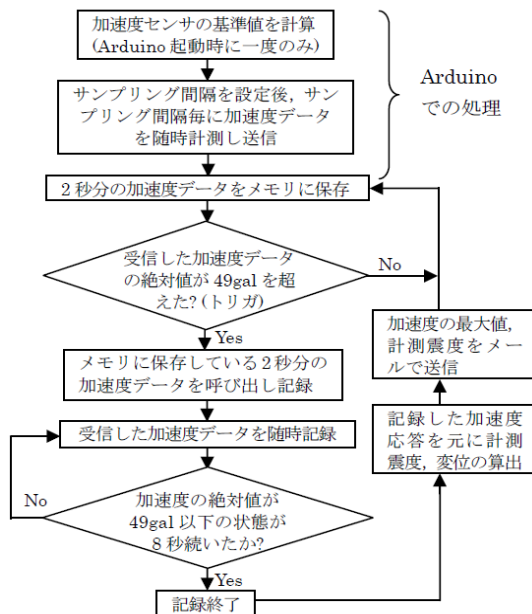 加速度センサの基準値を計算
(Arduino 起動時に一度のみ)
Arduino
での処理
サンプリング間隔を設定後，サン
プリング間隔毎に加速度データ
を随時計測し送信
2 秒分の加速度データをメモリに保存
受信した加速度データ
の絶対値が 49gal を超
えた? (トリガ)
No
Yes
メモリに保存している 2 秒分の
加速度データを呼び出し記録
受信した加速度データを随時記録
No
加速度の絶対値が
49gal 以下の状態が
8 秒続いたか?
Yes
記録終了
記録した加速度
応答を元に計測
震度，変位の算出
加速度の最大値，
計測震度をメー
ルで送信